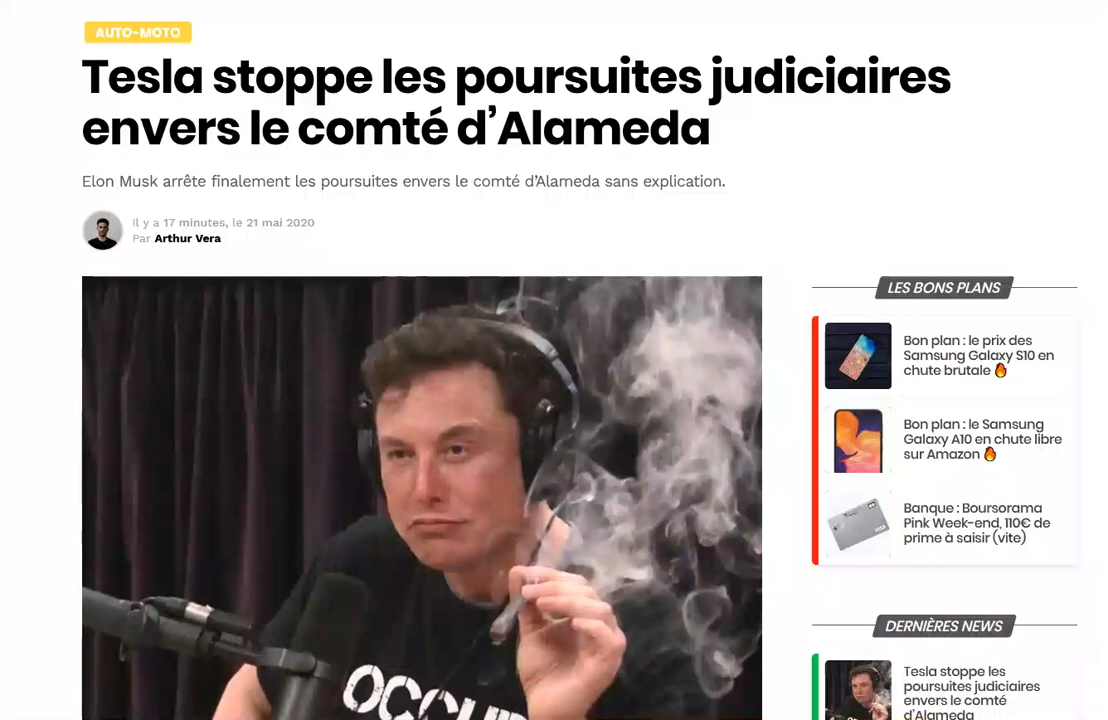 AUTO-MOTO
Tesla stoppe les poursuites judiciaires
envers le comté d’Alameda
Elon Musk arrête finalement les poursuites envers le comté d’Alameda sans explication.
Il y a 17 minutes, le 21 mai 2020
Par Arthur Vera
OCCUP
LES BONS PLANS
Bon plan : le prix des
Samsung Galaxy S10 en
chute brutale 🔥
Bon plan : le Samsung
Galaxy A10 en chute libre
sur Amazon 🔥
Banque : Boursorama
Pink Week-end, 110€ de
prime à saisir (vite)
DERNIÈRES NEWS
Tesla stoppe les
poursuites judiciaires
envers le comté
d’Alameda